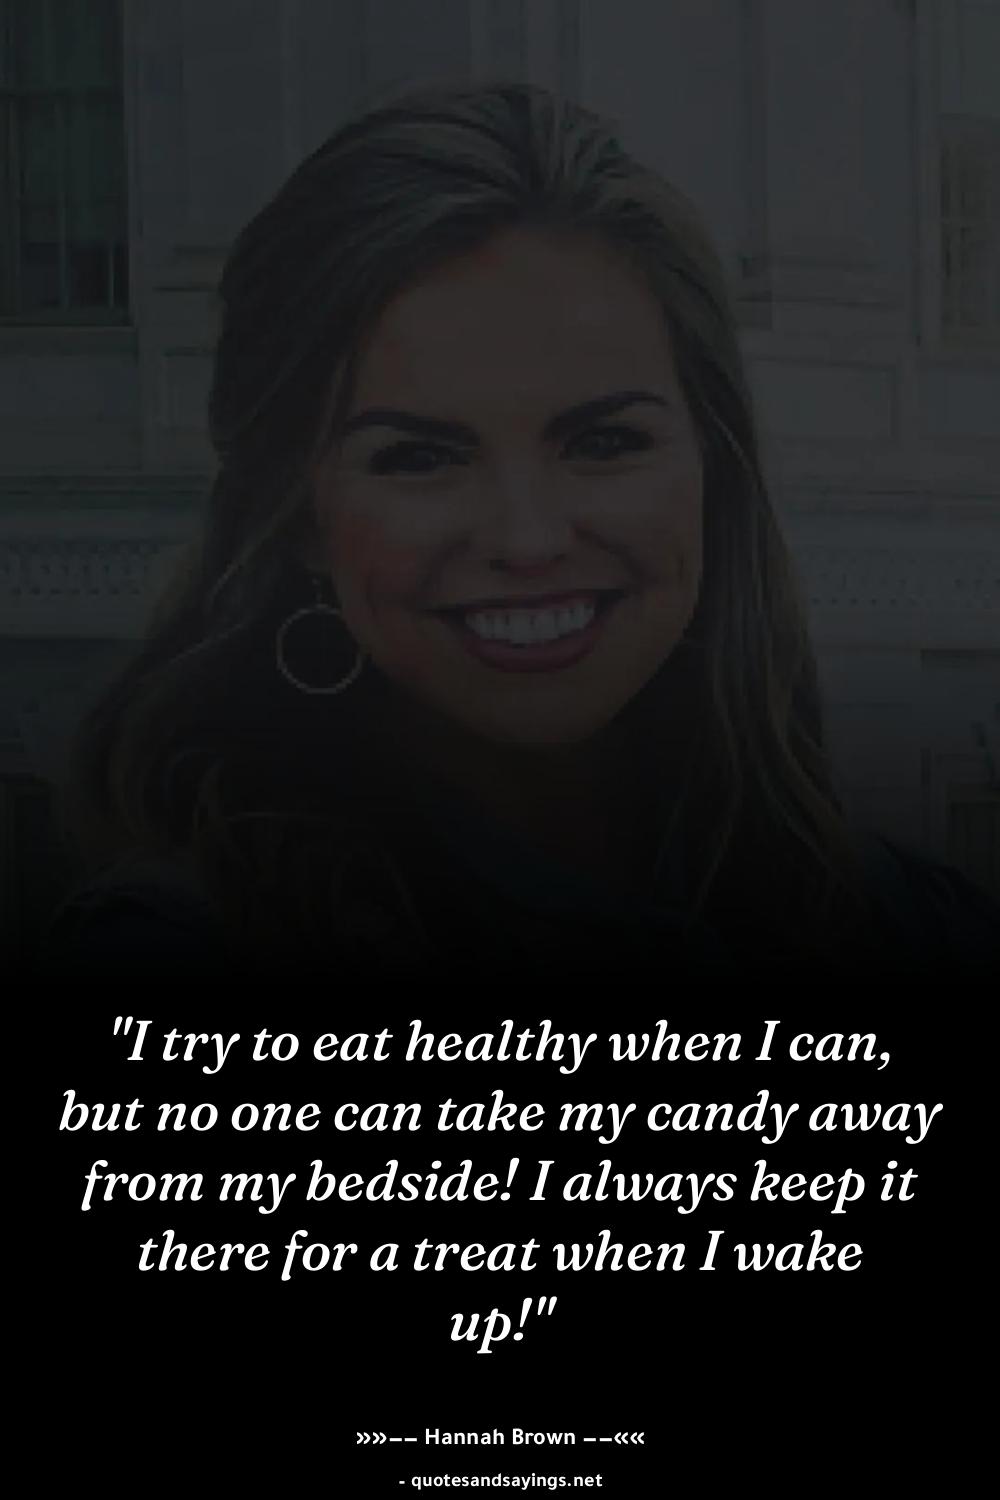 "I try to eat healthy when I can,
but no one can take my candy away
from my bedside! I always keep it
there for a treat when I wake
up!"
»»–– Hannah Brown ––««
- quotesandsayings.net